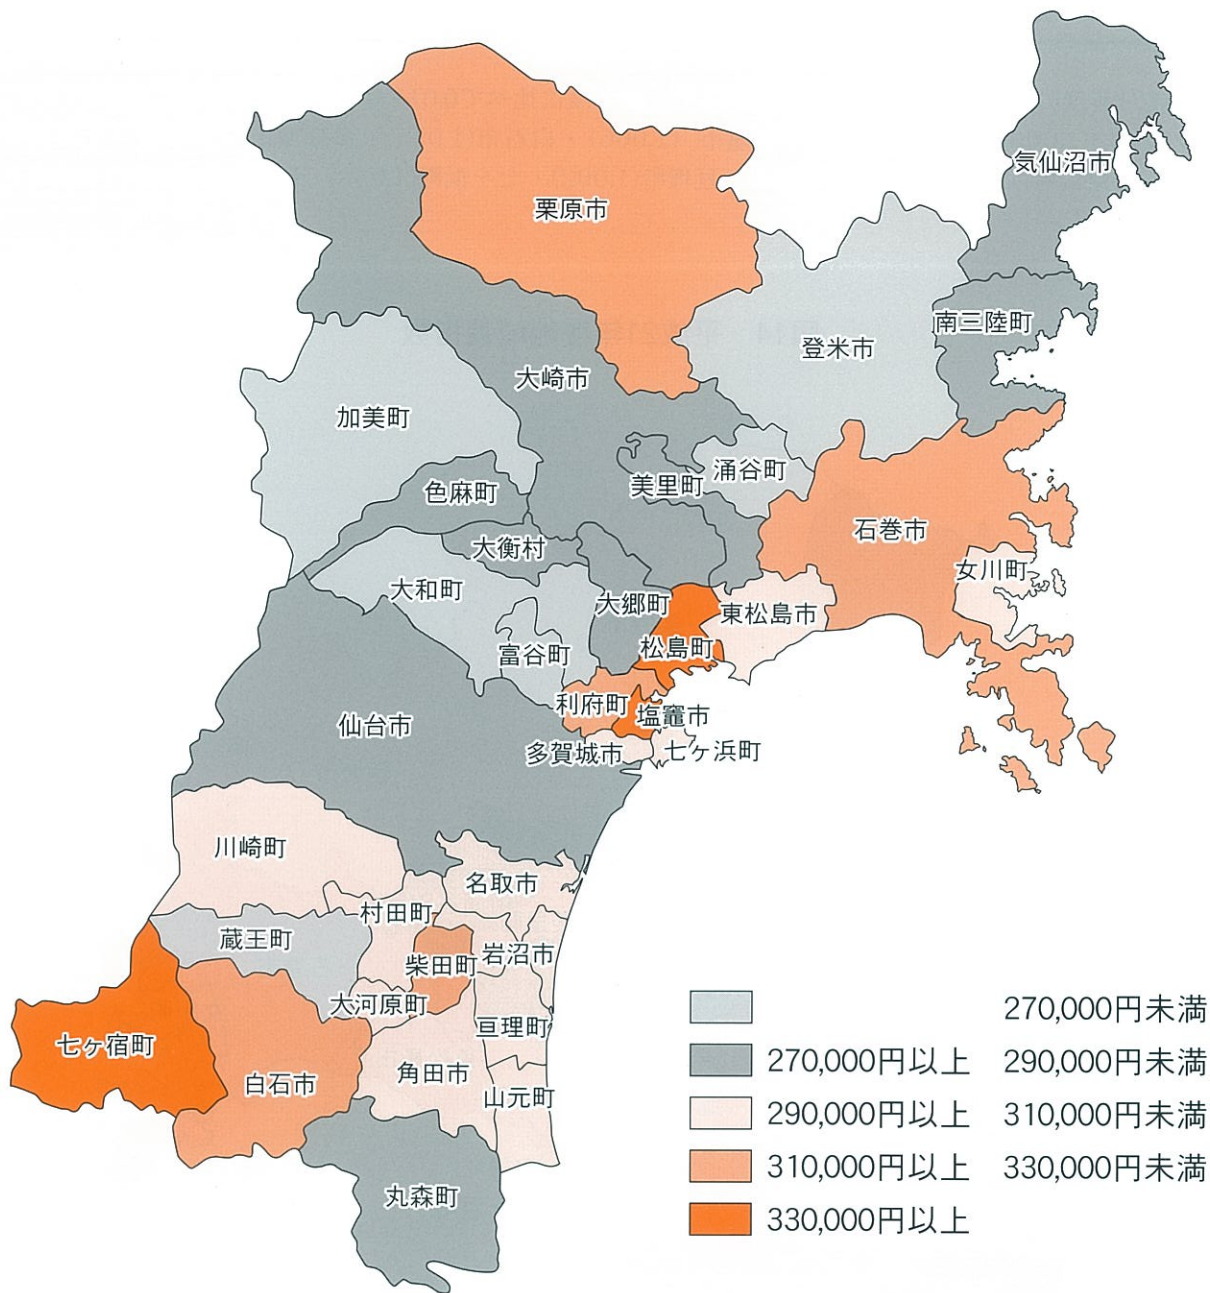 気仙沼市
栗原市
南三陸町
登米市
大崎市
加美町
涌谷町
美里町
色麻町
石巻市
大衡村
女川町
大和町
大郷町
東松島市
富谷町
松島町
利府町
塩竈市
仙台市
多賀城市
七ヶ浜町
川崎町
名取市
村田町
蔵王町
岩沼市
柴田町
大河原町
亘理町
七ヶ宿町
角田市
白石市
山元町
丸森町
270,000円未満
270,000円以上 290,000円未満
290,000円以上 310,000円未満
310,000円以上 330,000円未満
330,000円以上